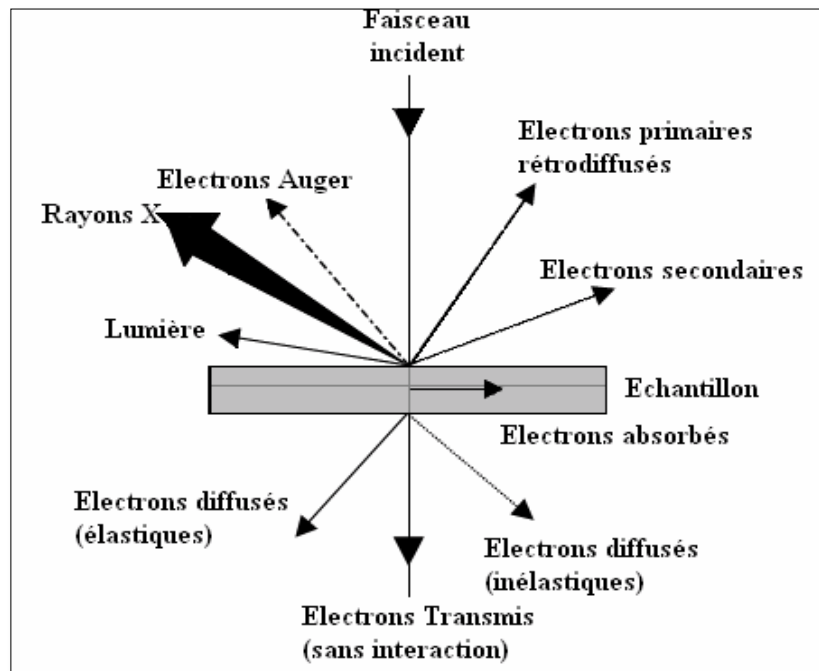 Faisceau
incident
Electrons primaires
rétrodiffusés
Electrons Auger
Rayons X
Electrons secondaires
Lumière
Echantillon
Electrons absorbés
Electrons diffusés
(élastiques)
Electrons diffusés
(inélastiques)
Electrons Transmis
(sans interaction)